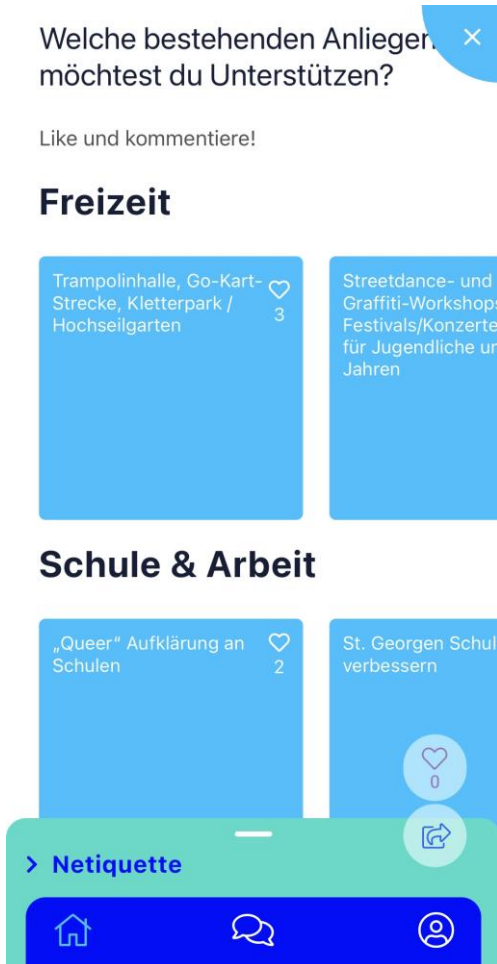 Welche bestehenden Anliegen
möchtest du Unterstützen?
Like und kommentiere!
Freizeit
Trampolinhalle, Go-Kart-
Strecke, Kletterpark /
Hochseilgarten
3
Streetdance- und
Graffiti-Workshops
Festivals/Konzerte
für Jugendliche
Jahren
Schule & Arbeit
„Queer“ Aufklärung an
Schulen
2
St. Georgen
verbessern
0
Netiquette